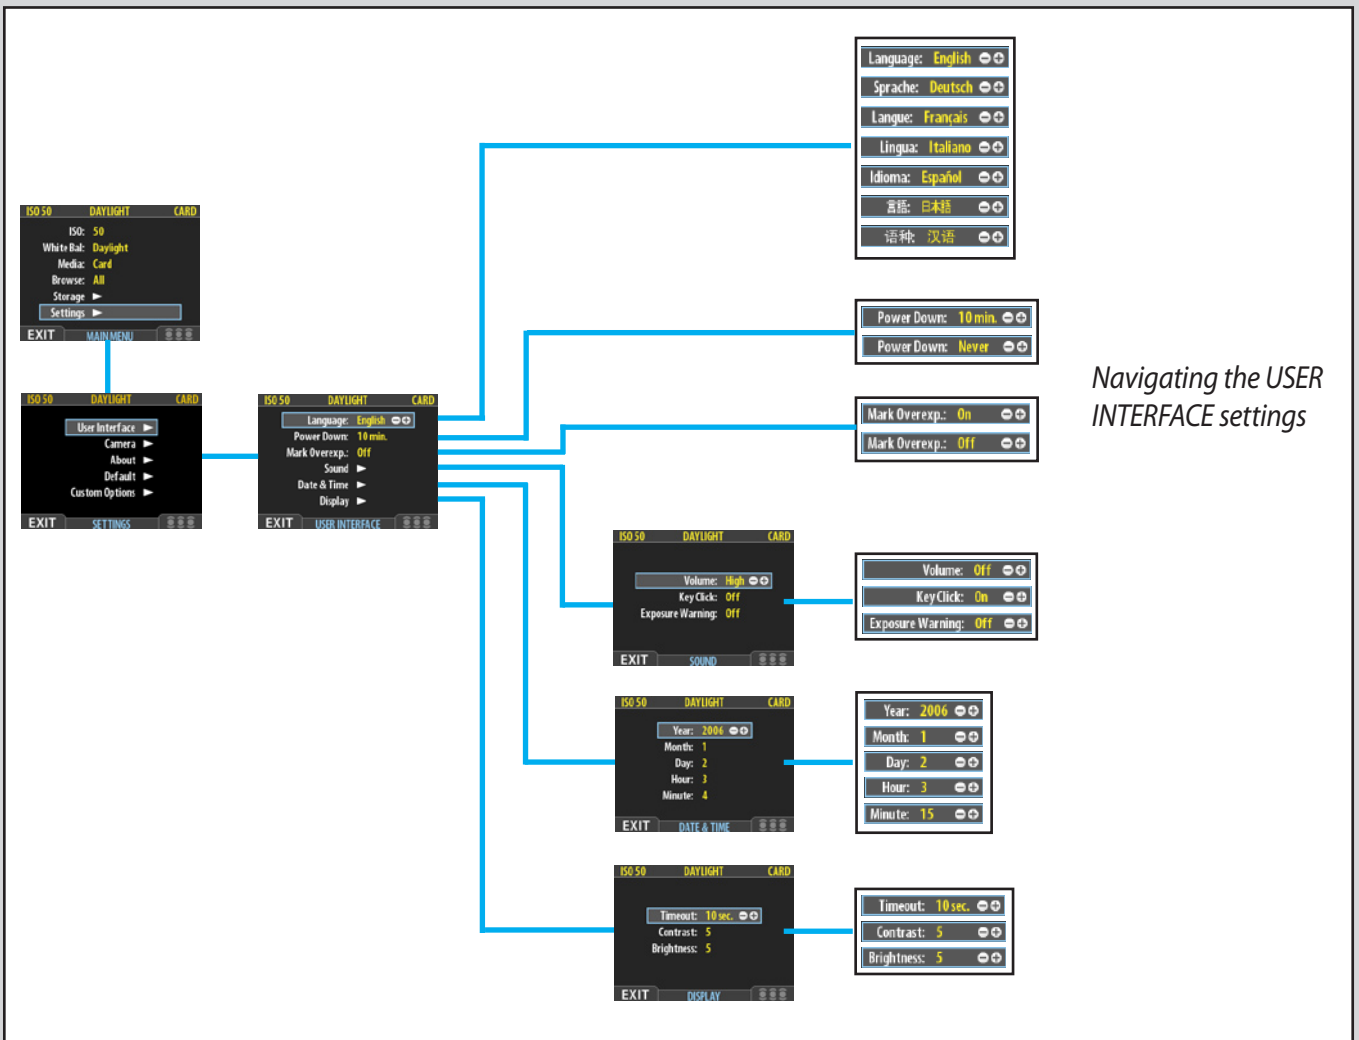 Language: English
Sprache: Deutsch
Langue: Français
Lingua: Italiano
Idioma: Español
言語: 日本語
语种: 汉语
ISO 50 DAYLIGHT CARD
ISO: 50
White Bal: Daylight
Media: Card
Browse: All
Storage
Settings
EXIT MAIN MENU
Power Down: 10 min.
Power Down: Never
Navigating the USER
INTERFACE settings
ISO 50 DAYLIGHT CARD
User Interface
Camera
About
Default
Custom Options
EXIT SETTINGS
ISO 50 DAYLIGHT CARD
Language: English
Power Down: 10 min.
Mark Overexp.: Off
Sound
Date & Time
Display
EXIT USER INTERFACE
Mark Overexp.: On
Mark Overexp.: Off
ISO 50 DAYLIGHT CARD
Volume: High
Key Click: Off
Exposure Warning: Off
EXIT SOUND
Volume: Off
Key Click: On
Exposure Warning: Off
ISO 50 DAYLIGHT CARD
Year: 2006
Month: 1
Day: 2
Hour: 3
Minute: 4
EXIT DATE & TIME
Year: 2006
Month: 1
Day: 2
Hour: 3
Minute: 15
ISO 50 DAYLIGHT CARD
Timeout: 10 sec.
Contrast: 5
Brightness: 5
EXIT DISPLAY
Timeout: 10 sec.
Contrast: 5
Brightness: 5